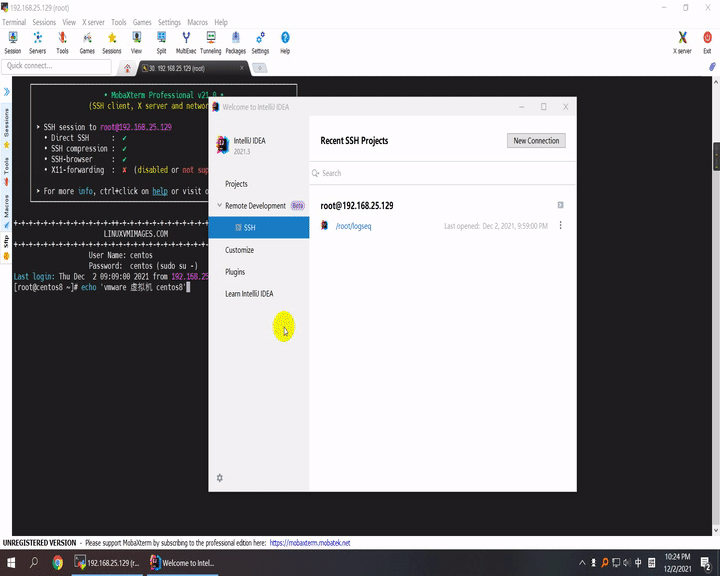 192.168.25.129 (root)
Terminal Sessions View X server Tools Games Settings Macros Help
Session Servers Tools Games Sessions View Split MultiExec Tunneling Packages Settings Help X server Exit
Quick connect...
30. 192.168.25.129 (root)
Sessions
Tools
Macros
Sftp
• MobaXterm Professional v21.0 •
(SSH client, X server and networ
➤ SSH session to root@192.168.25.129
• Direct SSH : ✓
• SSH compression : ✓
• SSH-browser : ✓
• X11-forwarding : ✗ (disabled or not sup
➤ For more info, ctrl+click on help or visit o
LINUXVMIMAGES.COM
User Name: centos
Password: centos (sudo su -)
Last login: Thu Dec 2 09:09:00 2021 from 192.168.25
[root@centos8 ~]# echo 'vmware 虚拟机 centos8'
Welcome to IntelliJ IDEA
IntelliJ IDEA
2021.3
Projects
Remote Development Beta
SSH
Customize
Plugins
Learn IntelliJ IDEA
Recent SSH Projects
New Connection
Search
root@192.168.25.129
/root/logseq
Last opened: Dec 2, 2021, 9:59:00 PM
UNREGISTERED VERSION - Please support MobaXterm by subscribing to the professional edition here: https://mobaxterm.mobatek.net
192.168.25.129 (r...
Welcome to Intel...
中
10:24 PM
12/2/2021
2